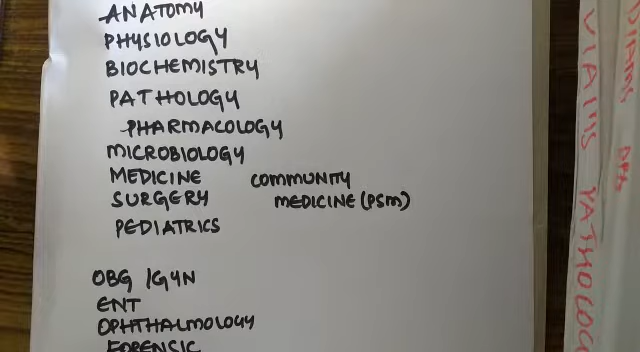 ANATOMY
PHYSIOLOGY
BIOCHEMISTRY
PATHOLOGY
PHARMACOLOGY
MICROBIOLOGY
MEDICINE
SURGERY
PEDIATRICS
COMMUNITY
MEDICINE (PSM)
OBG / GYN
ENT
OPHTHALMOLOGY
FORENSIC